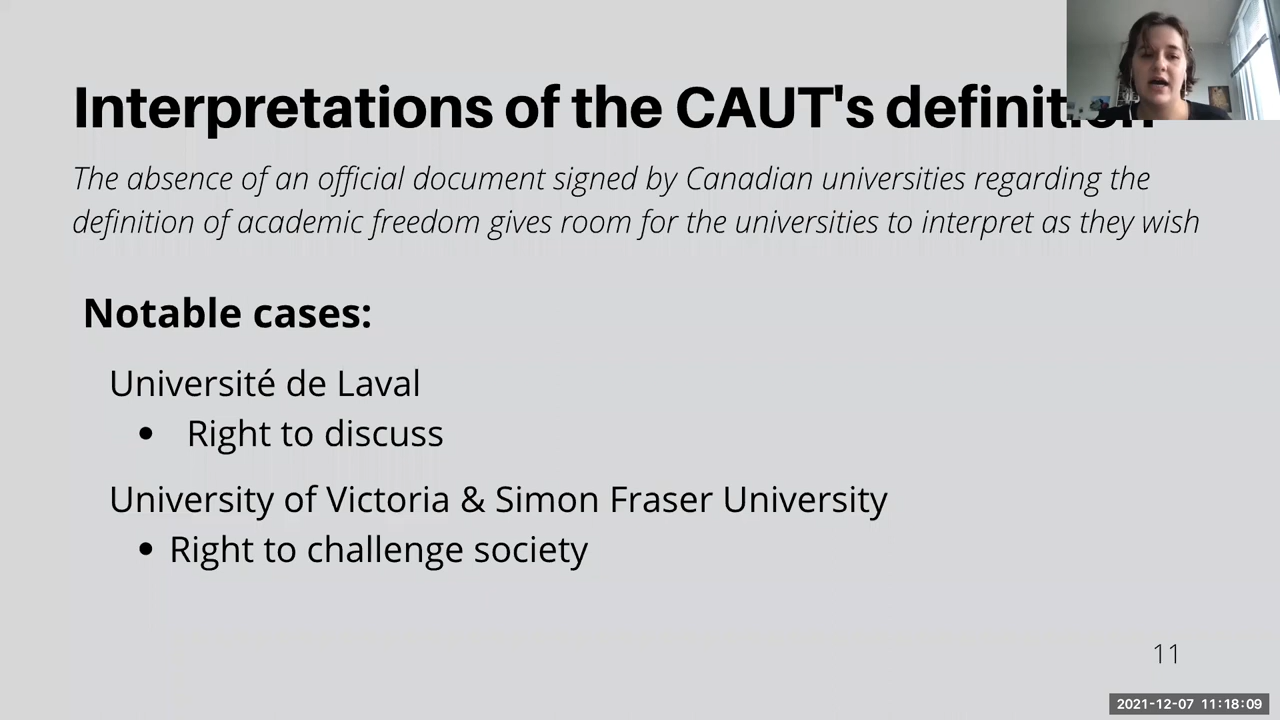 Interpretations of the CAUT's definition
The absence of an official document signed by Canadian universities regarding the
definition of academic freedom gives room for the universities to interpret as they wish
Notable cases:
Université de Laval
• Right to discuss
University of Victoria & Simon Fraser University
• Right to challenge society
11
2021-12-07 11:18:09